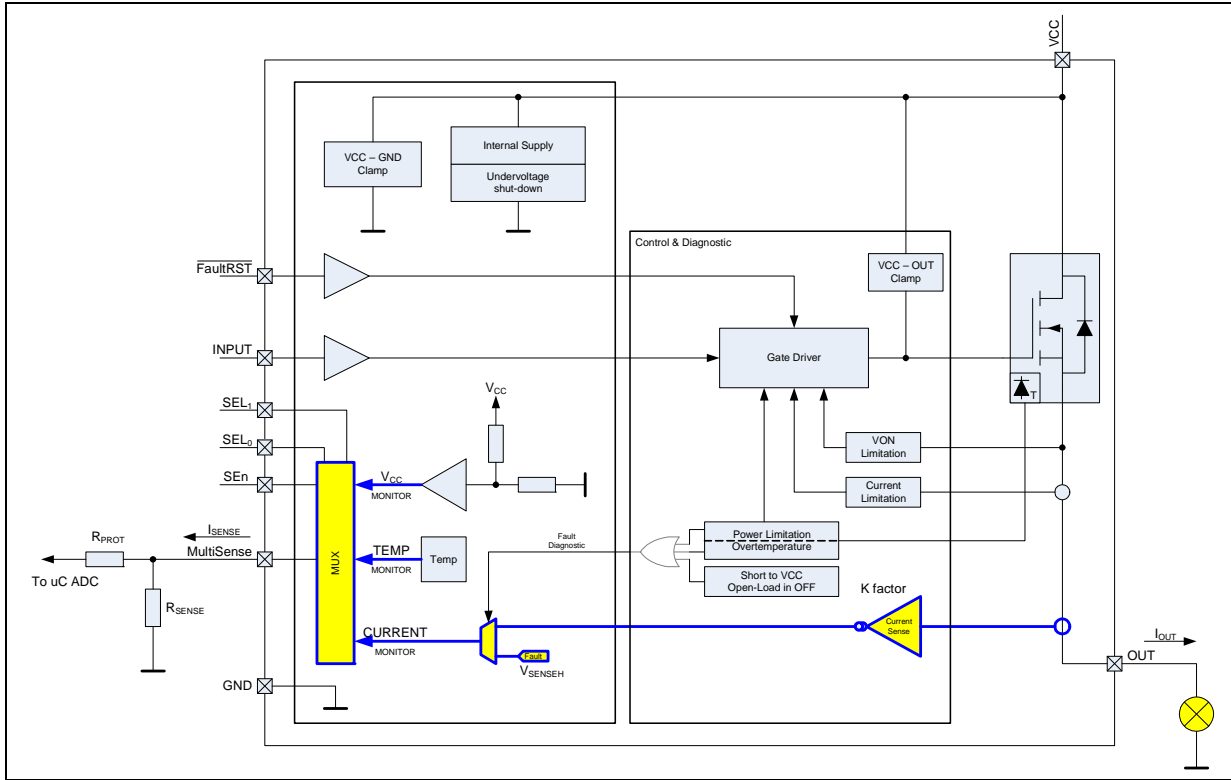 VCC
VCC – GND
Clamp
Internal Supply
Undervoltage
shut-down
Control & Diagnostic
FaultRST
VCC – OUT
Clamp
INPUT
Gate Driver
VCC
SEL1
T
SEL0
VON
Limitation
SEn
VCC
MONITOR
Current
Limitation
ISENSE
RPROT
MultiSense
MUX
TEMP
MONITOR
Temp
Fault
Diagnostic
Power Limitation
Overtemperature
To uC ADC
Short to VCC
Open-Load in OFF
RSENSE
K factor
CURRENT
MONITOR
Current
Sense
Fault
VSENSEH
IOUT
OUT
GND